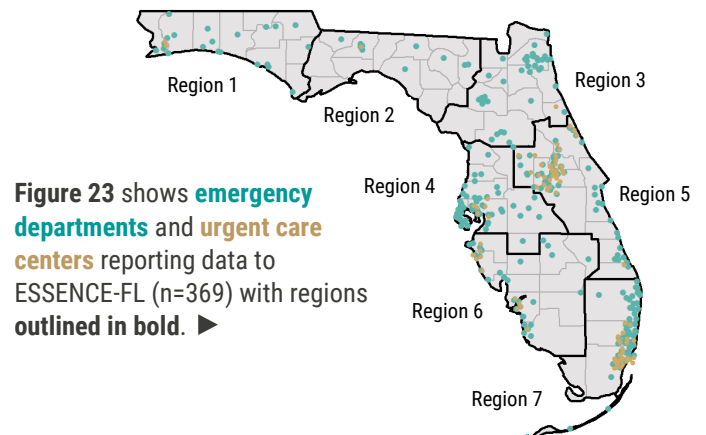 Region 1
Region 2
Region 3
Region 4
Region 5
Figure 23 shows emergency
departments and urgent care
centers reporting data to
ESSENCE-FL (n=369) with regions
outlined in bold. ►
Region 6
Region 7